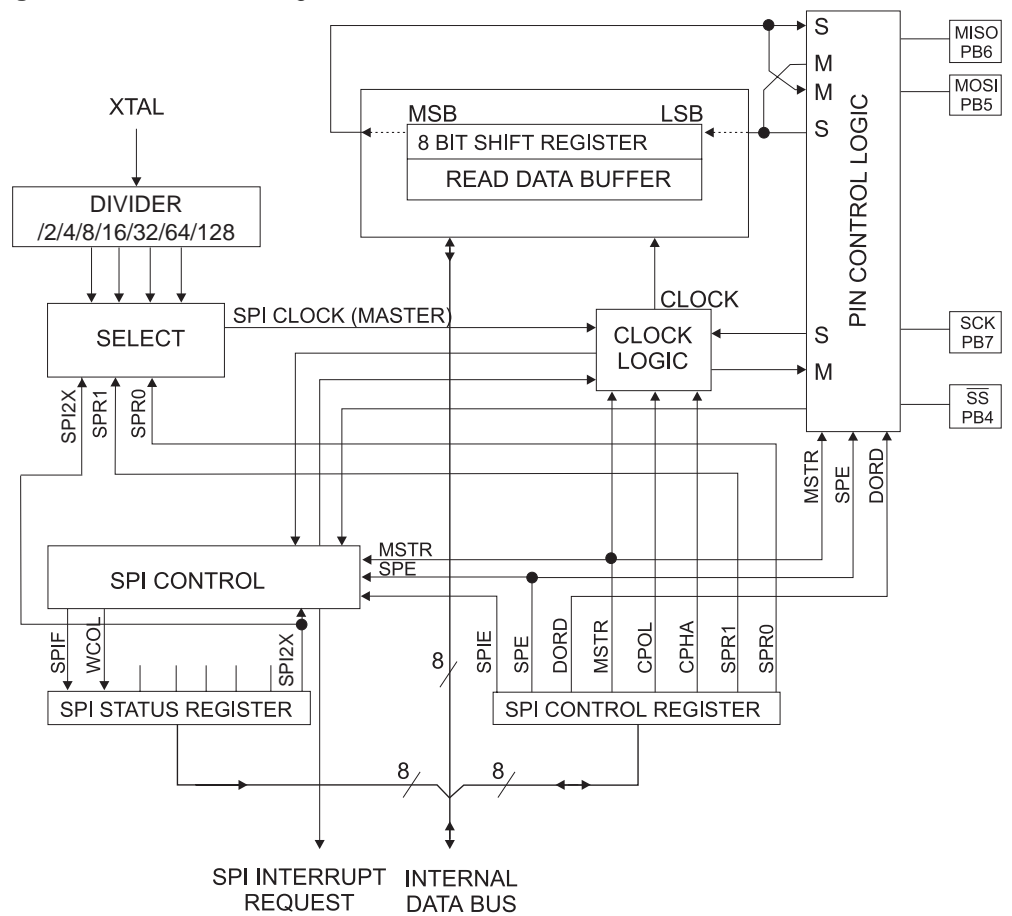 S
MISO
PB6
M
MOSI
PB5
M
XTAL
MSB
LSB
S
8 BIT SHIFT REGISTER
READ DATA BUFFER
DIVIDER
/2/4/8/16/32/64/128
PIN CONTROL LOGIC
CLOCK
SPI CLOCK (MASTER)
SELECT
CLOCK
LOGIC
S
SCK
PB7
M
SS
PB4
SPI2X
SPR1
SPR0
MSTR
SPE
DORD
MSTR
SPE
SPI CONTROL
SPIF
WCOL
SPI2X
8
SPIE
SPE
DORD
MSTR
CPOL
CPHA
SPR1
SPR0
SPI STATUS REGISTER
SPI CONTROL REGISTER
8
8
SPI INTERRUPT
REQUEST
INTERNAL
DATA BUS